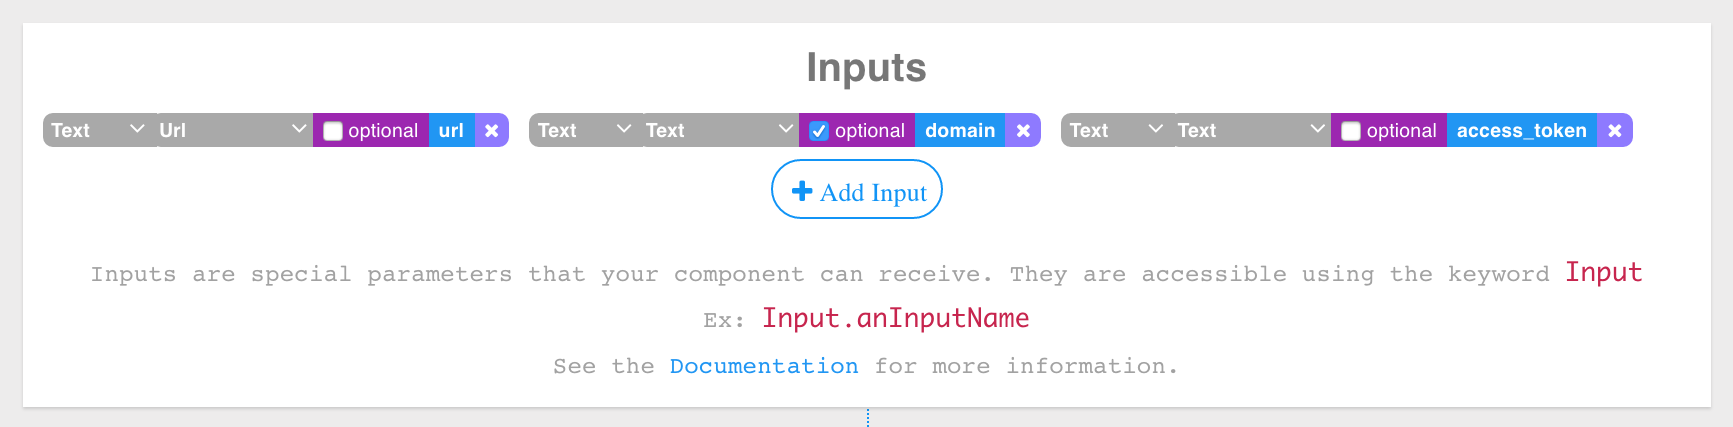 Inputs
Text Url optional url Text Text optional domain Text Text optional access_token
Add Input
Inputs are special parameters that your component can receive. They are accessible using the keyword Input
Ex: Input.anInputName
See the Documentation for more information.